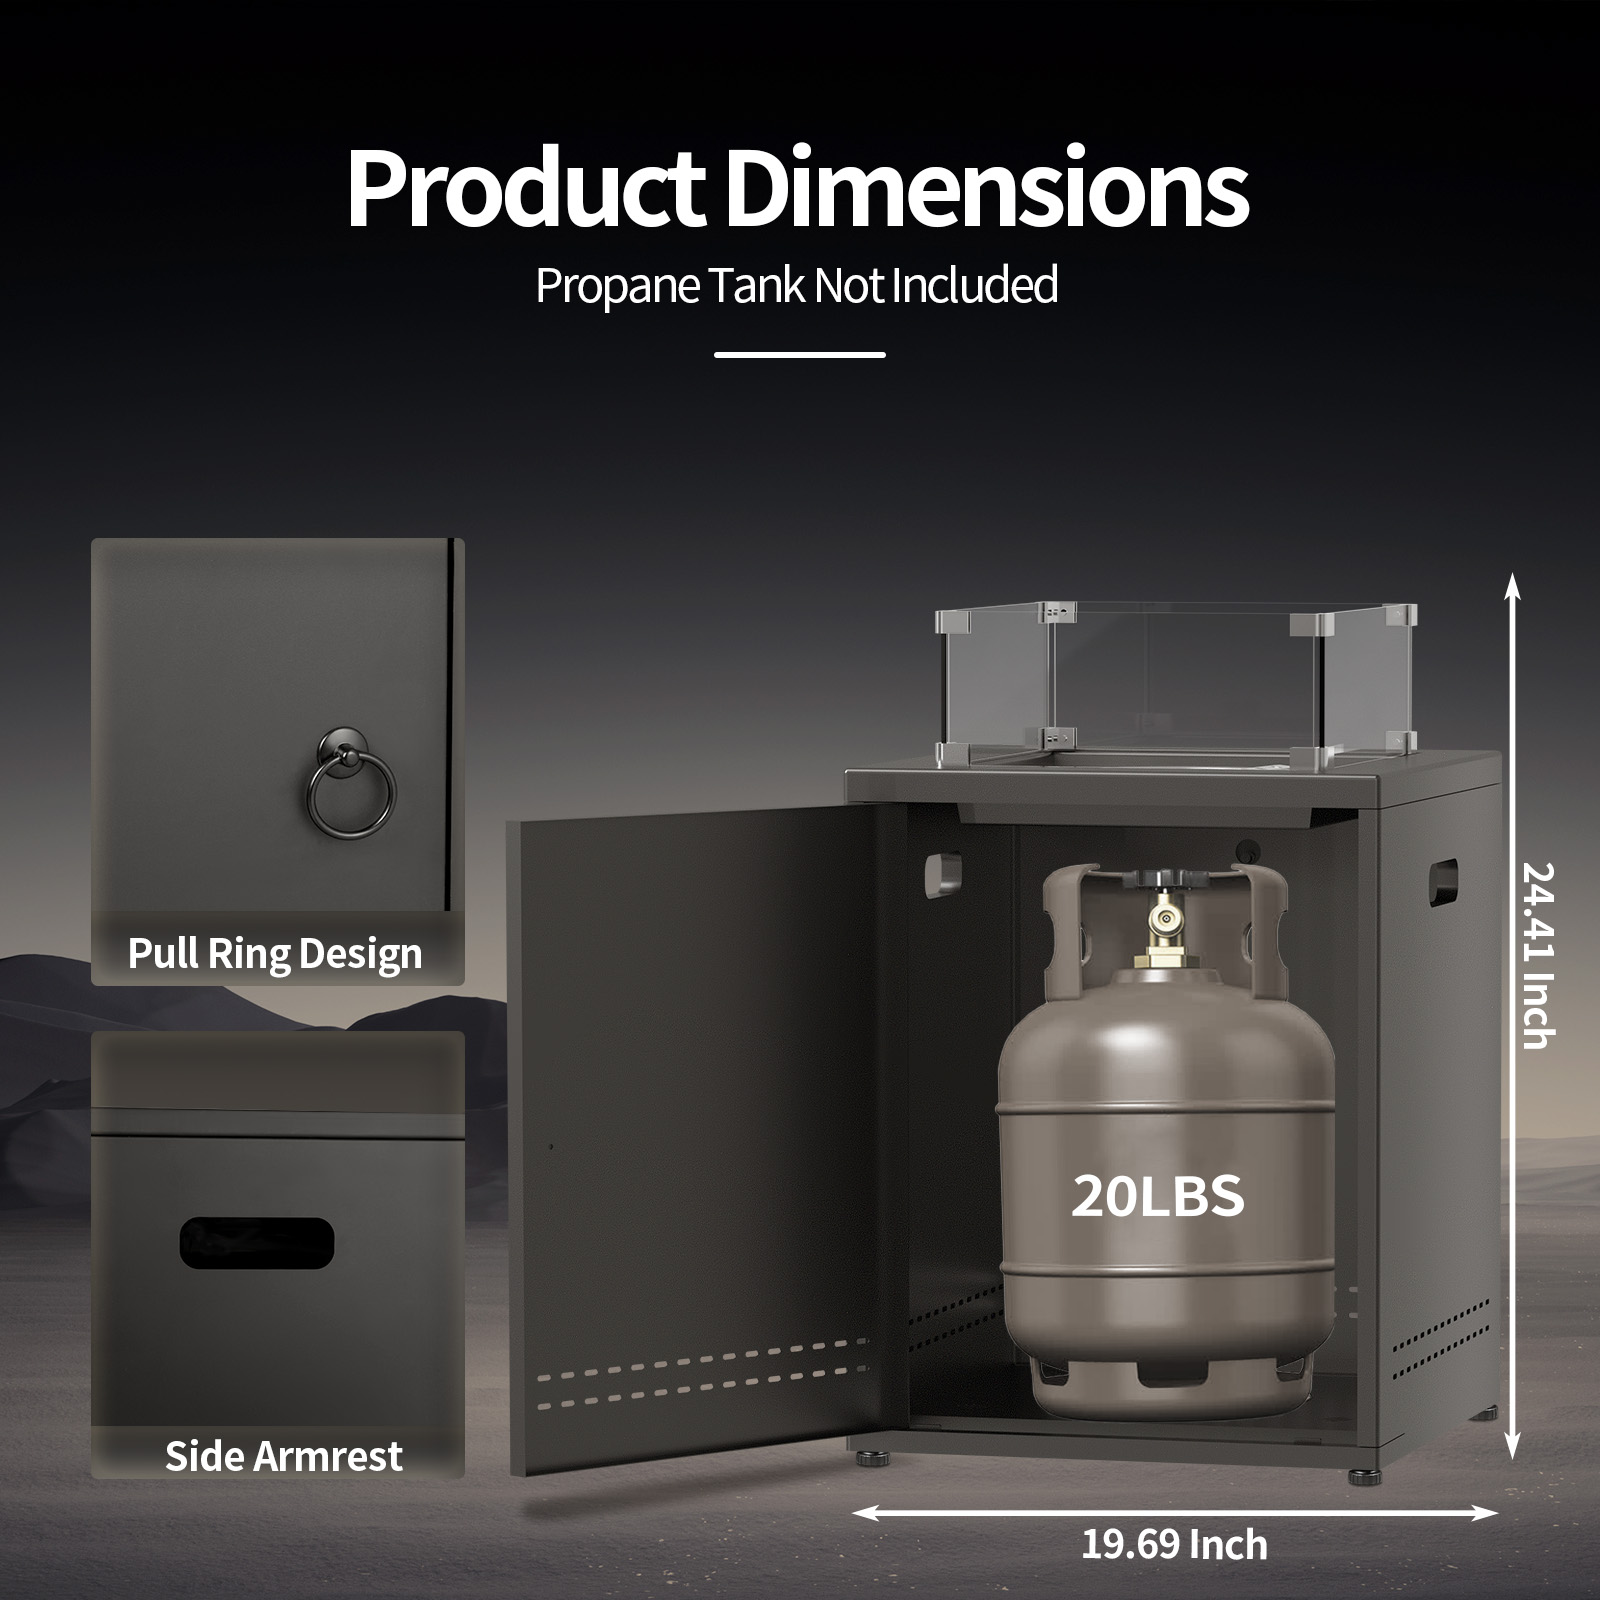 Product Dimensions
Propane Tank Not Included
Pull Ring Design
Side Armrest
20LBS
24.41 Inch
19.69 Inch